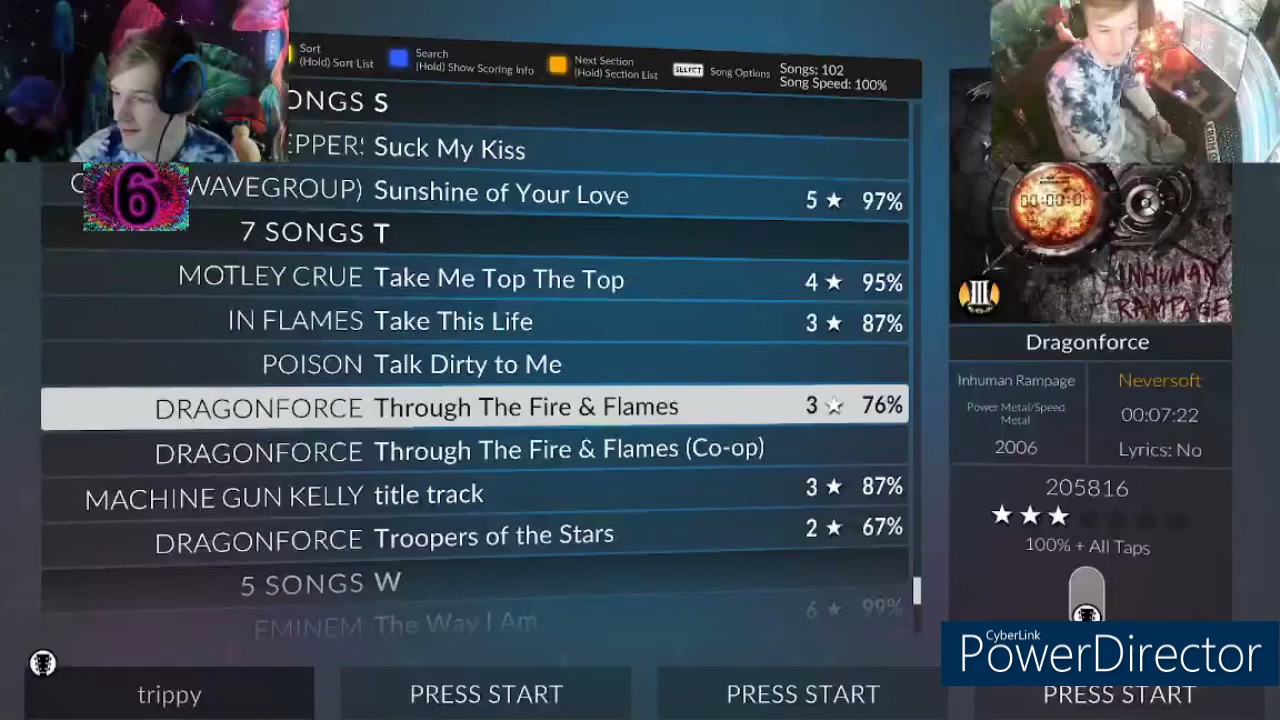 Sort
(Hold) Sort List
Search
(Hold) Show Scoring Info
Next Section
(Hold) Section List
SELECT Song Options
Songs: 102
Song Speed: 100%
ONGS S
EPPERS Suck My Kiss
WAVEGROUP) Sunshine of Your Love 5 ★ 97%
6
7 SONGS T
MOTLEY CRUE Take Me Top The Top 4 ★ 95%
IN FLAMES Take This Life 3 ★ 87%
POISON Talk Dirty to Me
DRAGONFORCE Through The Fire & Flames 3 ★ 76%
DRAGONFORCE Through The Fire & Flames (Co-op)
MACHINE GUN KELLY title track 3 ★ 87%
DRAGONFORCE Troopers of the Stars 2 ★ 67%
5 SONGS W
EMINEM The Way I Am 6 ★ 99%
INHUMAN
RAMPAGE
III
Dragonforce
Inhuman Rampage
Power Metal/Speed
Metal
2006
Neversoft
00:07:22
Lyrics: No
205816
100% + All Taps
CyberLink
PowerDirector
trippy
PRESS START
PRESS START
PRESS START